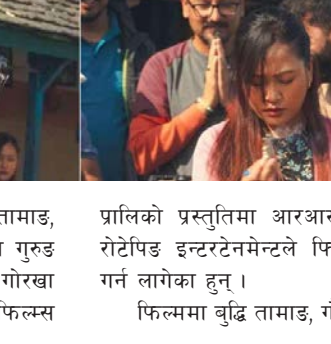 तामाङ,
गुरुङ
गोरखा
फिल्म्स
प्रालिको प्रस्तुतिमा आरआर
रोटेपिङ इन्टरटेनमेन्टले
गर्न लागेका हुन् ।
फिल्ममा बुद्धि तामाङ,